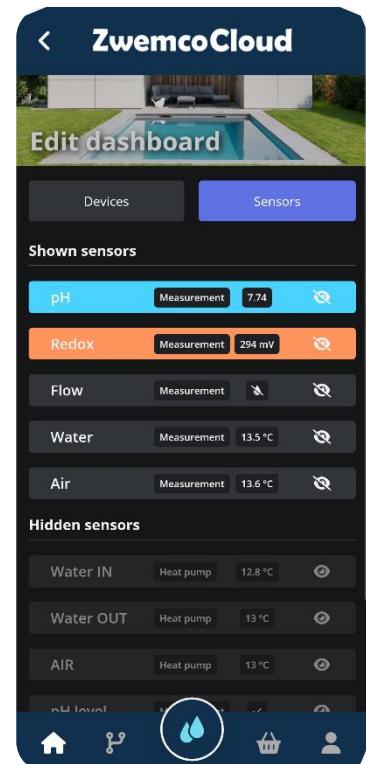 ZwemcoCloud
Edit dashboard
Devices Sensors
Shown sensors
pH Measurement 7.74
Redox Measurement 294 mV
Flow Measurement
Water Measurement 13.5 °C
Air Measurement 13.6 °C
Hidden sensors
Water IN Heat pump 12.8 °C
Water OUT Heat pump 13 °C
AIR Heat pump 13 °C
pH level